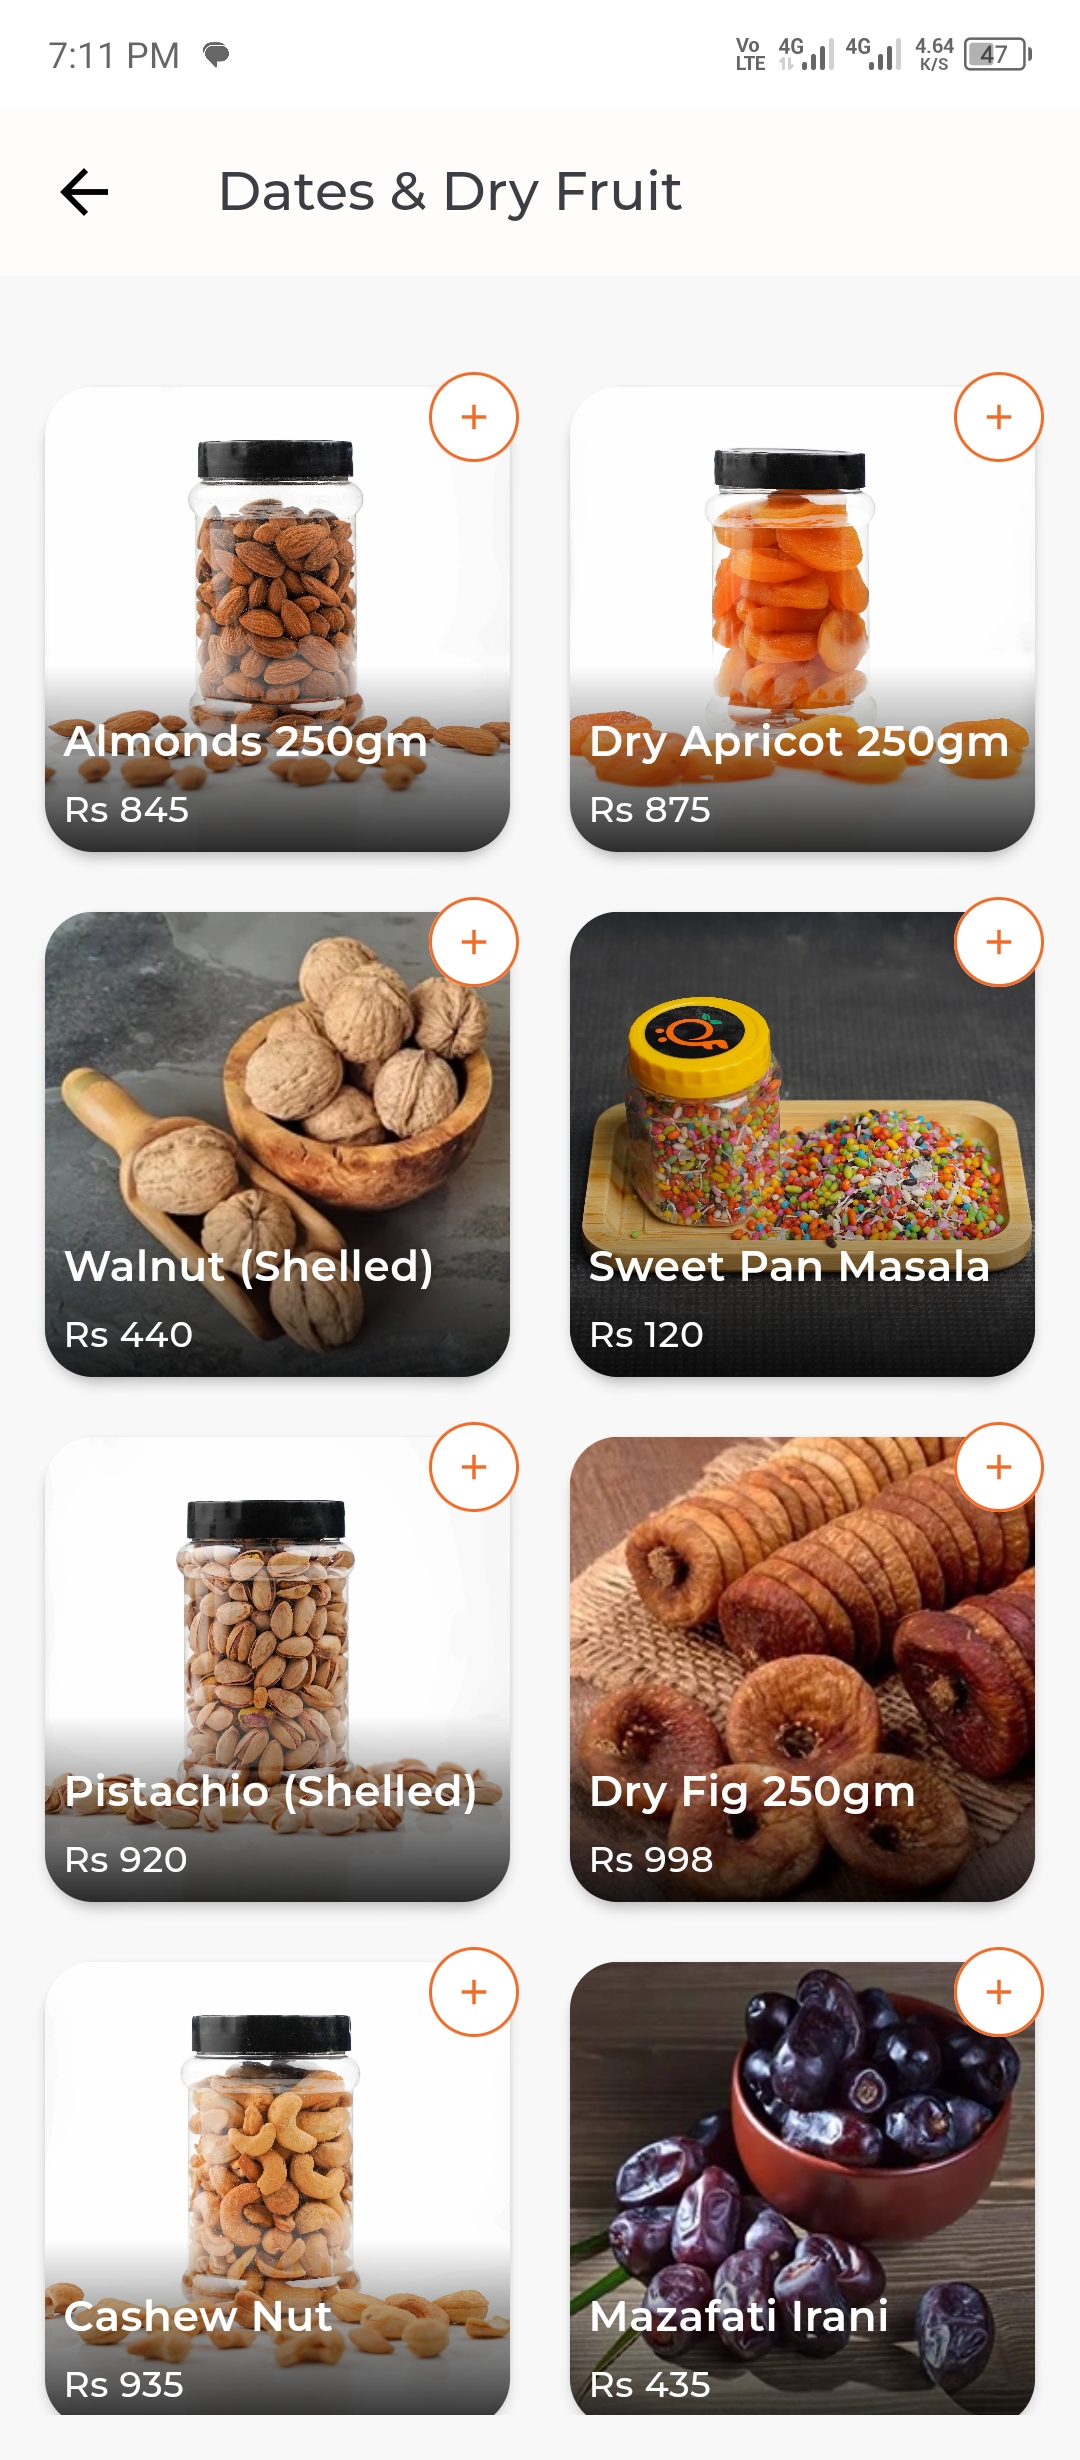 7:11 PM
Vo LTE 4G 4G 4.64 K/S 47
Dates & Dry Fruit
Almonds 250gm
Rs 845
Dry Apricot 250gm
Rs 875
Walnut (Shelled)
Rs 440
Sweet Pan Masala
Rs 120
Pistachio (Shelled)
Rs 920
Dry Fig 250gm
Rs 998
Cashew Nut
Rs 935
Mazafati Irani
Rs 435